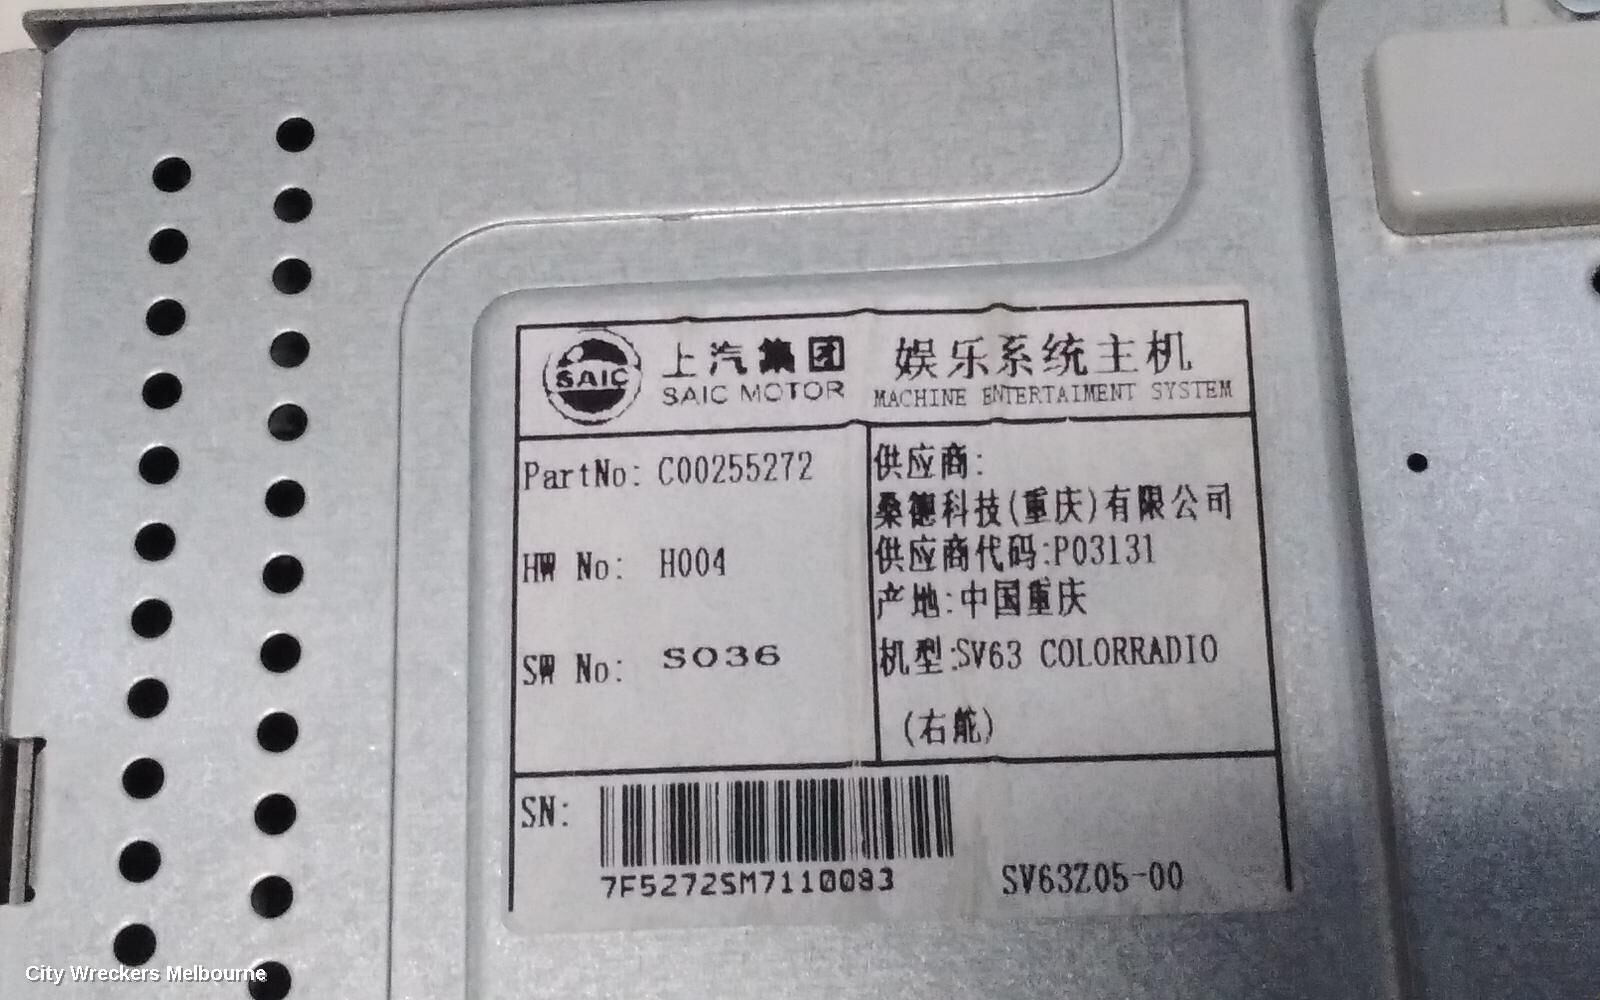 SAIC 上汽集团 娱乐系统主机
SAIC MOTOR MACHINE ENTERTAIMENT SYSTEM
PartNo: C00255272
HW No: H004
SW No: S036
供应商:
桑德科技(重庆)有限公司
供应商代码:P03131
产地:中国重庆
机型:SV63 COLORRADIO
(右舵)
SN:
7F5272SM7110083
SV63Z05-00
City Wreckers Melbourne